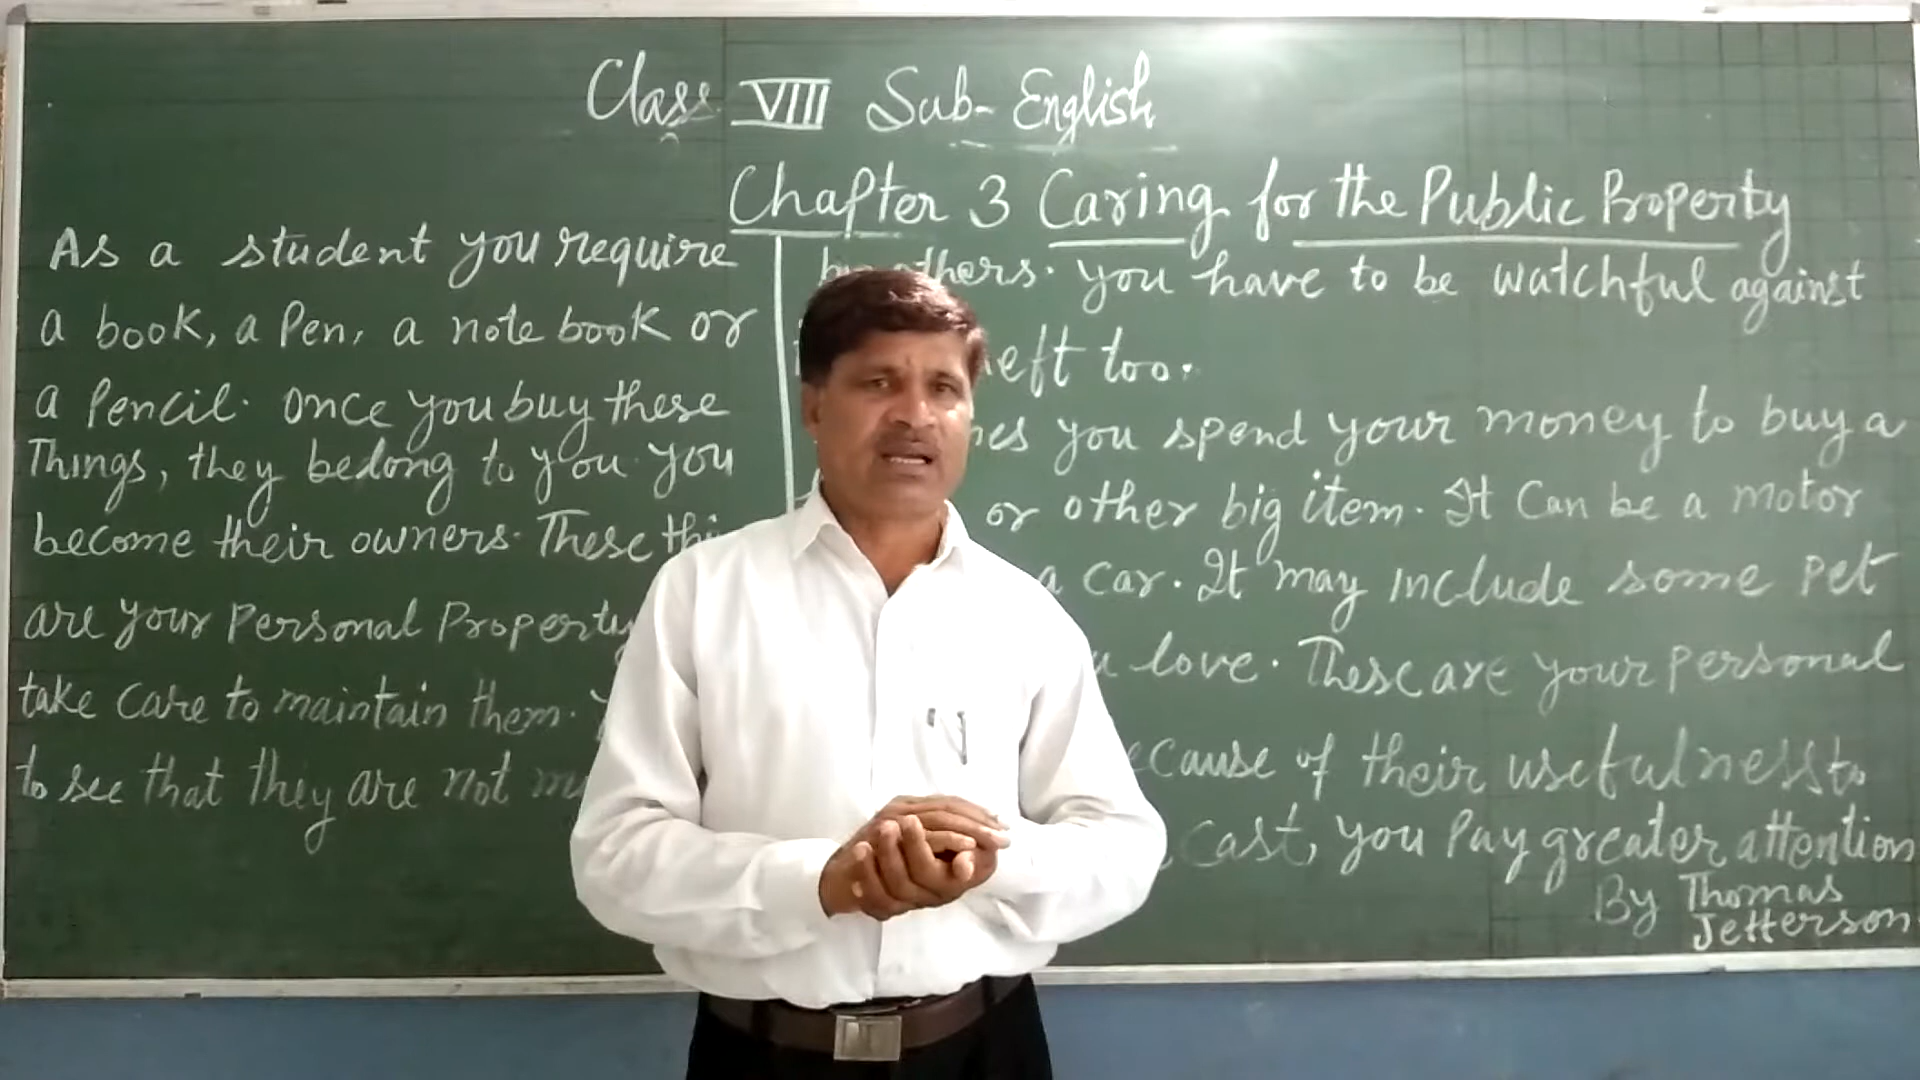 Class VIII Sub- English
Chapter 3 Caring for the Public Property
As a student you require
a book, a Pen, a note book or
a Pencil. Once you buy these
Things, they belong to you you
become their owners. These
are your Personal Property
take care to maintain them.
to see that they are not
others. you have to be watchful against
too.
you spend your money to buy a
or other big item. It Can be a motor
a car. It may include some pet
love. These are your personal
of their usefulness to
cast, you Pay greater attention
By Thomas
Jefferson